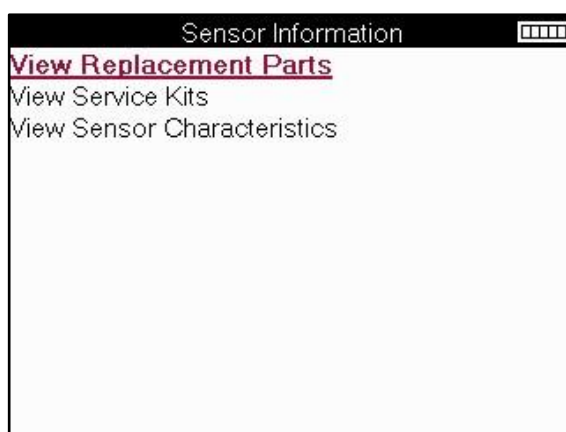 Sensor Information
View Replacement Parts
View Service Kits
View Sensor Characteristics